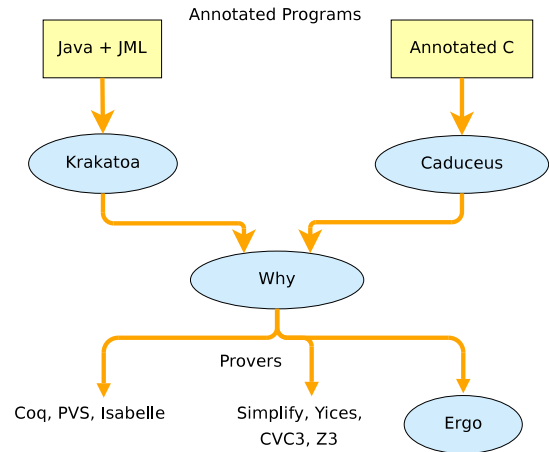 Annotated Programs
Java + JML
Annotated C
Krakatoa
Caduceus
Why
Provers
Coq, PVS, Isabelle
Simplify, Yices,
CVC3, Z3
Ergo